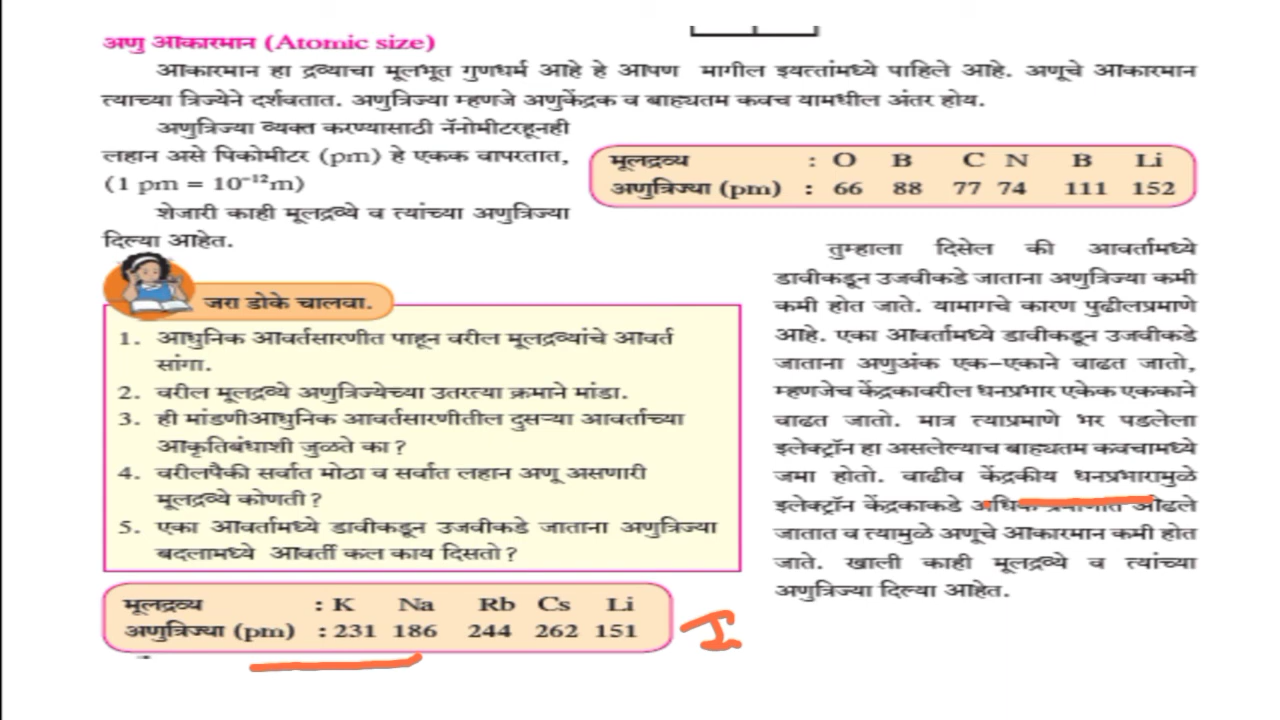 अणु आकारमान (Atomic size)
आकारमान हा द्रव्याचा मूलभूत गुणधर्म आहे हे आपण मागील इयत्तांमध्ये पाहिले आहे. अणूचे आकारमान
त्याच्या त्रिज्येने दर्शवतात. अणुत्रिज्या म्हणजे अणुकेंद्रक व बाह्यतम कवच यामधील अंतर होय.
अणुत्रिज्या व्यक्त करण्यासाठी नॅनोमीटरहूनही
लहान असे पिकोमीटर (pm) हे एकक वापरतात,
(1 pm = 10⁻¹²m)
शेजारी काही मूलद्रव्ये व त्यांच्या अणुत्रिज्या
दिल्या आहेत.
मूलद्रव्य : O B C N B Li
अणुत्रिज्या (pm) : 66 88 77 74 111 152
जरा डोके चालवा.
1. आधुनिक आवर्तसारणीत पाहून वरील मूलद्रव्यांचे आवर्त
सांगा.
2. वरील मूलद्रव्ये अणुत्रिज्येच्या उतरत्या क्रमाने मांडा.
3. ही मांडणीआधुनिक आवर्तसारणीतील दुसऱ्या आवर्ताच्या
आकृतिबंधाशी जुळते का ?
4. वरीलपैकी सर्वात मोठा व सर्वात लहान अणू असणारी
मूलद्रव्ये कोणती ?
5. एका आवर्तामध्ये डावीकडून उजवीकडे जाताना अणुत्रिज्या
बदलामध्ये आवर्ती कल काय दिसतो ?
मूलद्रव्य : K Na Rb Cs Li
अणुत्रिज्या (pm) : 231 186 244 262 151
I
तुम्हाला दिसेल की आवर्तामध्ये
डावीकडून उजवीकडे जाताना अणुत्रिज्या कमी
कमी होत जाते. यामागचे कारण पुढीलप्रमाणे
आहे. एका आवर्तामध्ये डावीकडून उजवीकडे
जाताना अणुअंक एक-एकाने वाढत जातो,
म्हणजेच केंद्रकावरील धनप्रभार एकेक एककाने
वाढत जातो. मात्र त्याप्रमाणे भर पडलेला
इलेक्ट्रॉन हा असलेल्याच बाह्यतम कवचामध्ये
जमा होतो. वाढीव केंद्रकीय धनप्रभारामुळे
इलेक्ट्रॉन केंद्रकाकडे अधिक प्रमाणात ओढले
जातात व त्यामुळे अणूचे आकारमान कमी होत
जाते. खाली काही मूलद्रव्ये व त्यांच्या
अणुत्रिज्या दिल्या आहेत.